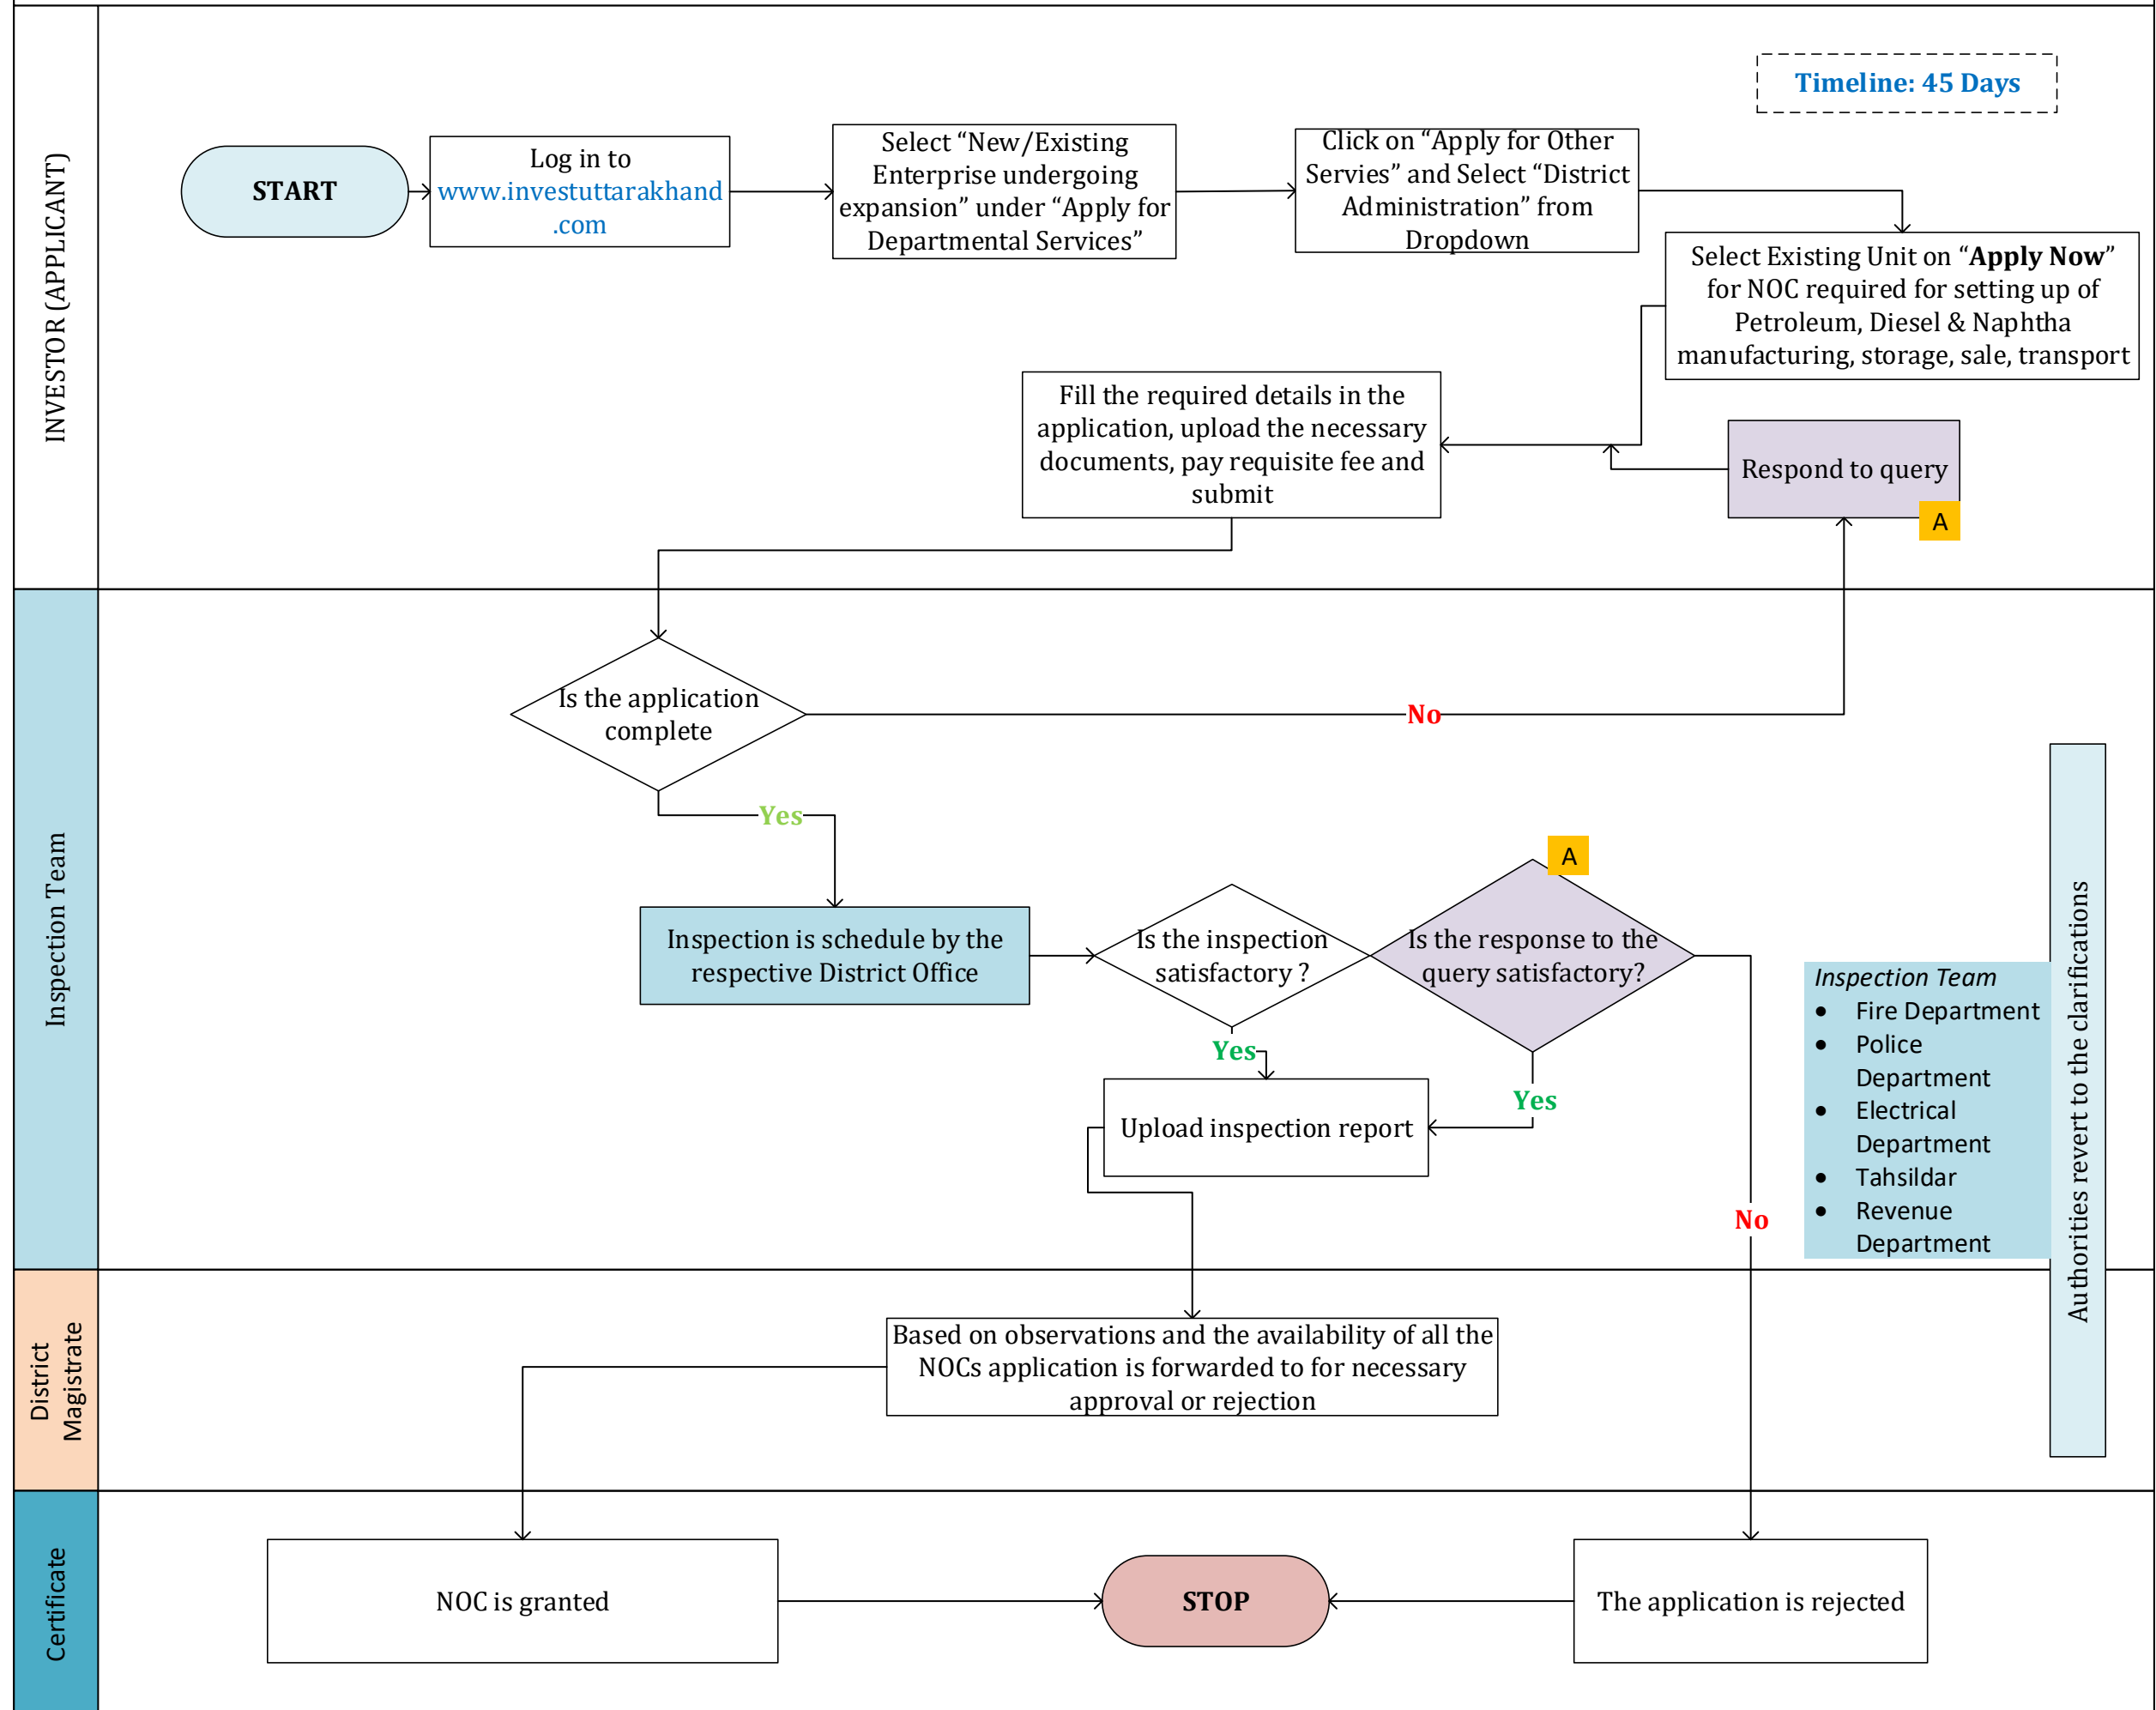 INVESTOR (APPLICANT)
Timeline: 45 Days
START
Log in to
www.investuttarakhand
.com
Select “New/Existing
Enterprise undergoing
expansion” under “Apply for
Departmental Services”
Click on “Apply for Other
Servies” and Select “District
Administration” from
Dropdown
Select Existing Unit on “Apply Now”
for NOC required for setting up of
Petroleum, Diesel & Naphtha
manufacturing, storage, sale, transport
Fill the required details in the
application, upload the necessary
documents, pay requisite fee and
submit
Respond to query
A
Inspection Team
Is the application
complete
No
Yes
Inspection is schedule by the
respective District Office
Is the inspection
satisfactory ?
A
Is the response to the
query satisfactory?
Yes
Yes
Upload inspection report
No
Inspection Team
• Fire Department
• Police
Department
• Electrical
Department
• Tahsildar
• Revenue
Department
Authorities revert to the clarifications
District
Magistrate
Based on observations and the availability of all the
NOCs application is forwarded to for necessary
approval or rejection
Certificate
NOC is granted
STOP
The application is rejected